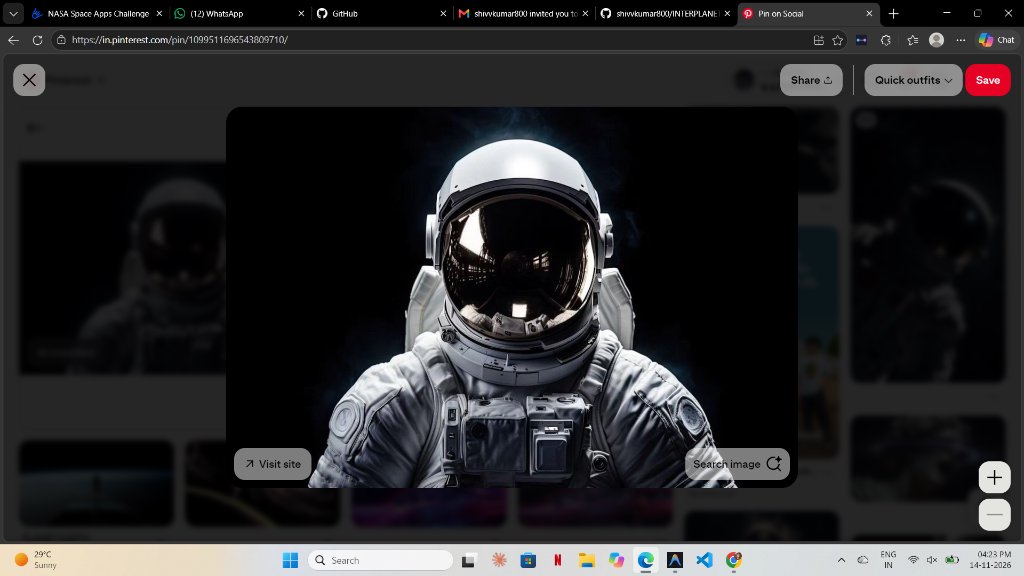 NASA Space Apps Challenge
(12) WhatsApp
GitHub
shivvkumar800 invited you to
shivvkumar800/INTERPLANET
Pin on Social
https://in.pinterest.com/pin/1099511696543809710/
Chat
Share
Quick outfits
Save
Visit site
Search image
29°C
Sunny
Search
ENG
IN
04:23 PM
14-11-2026